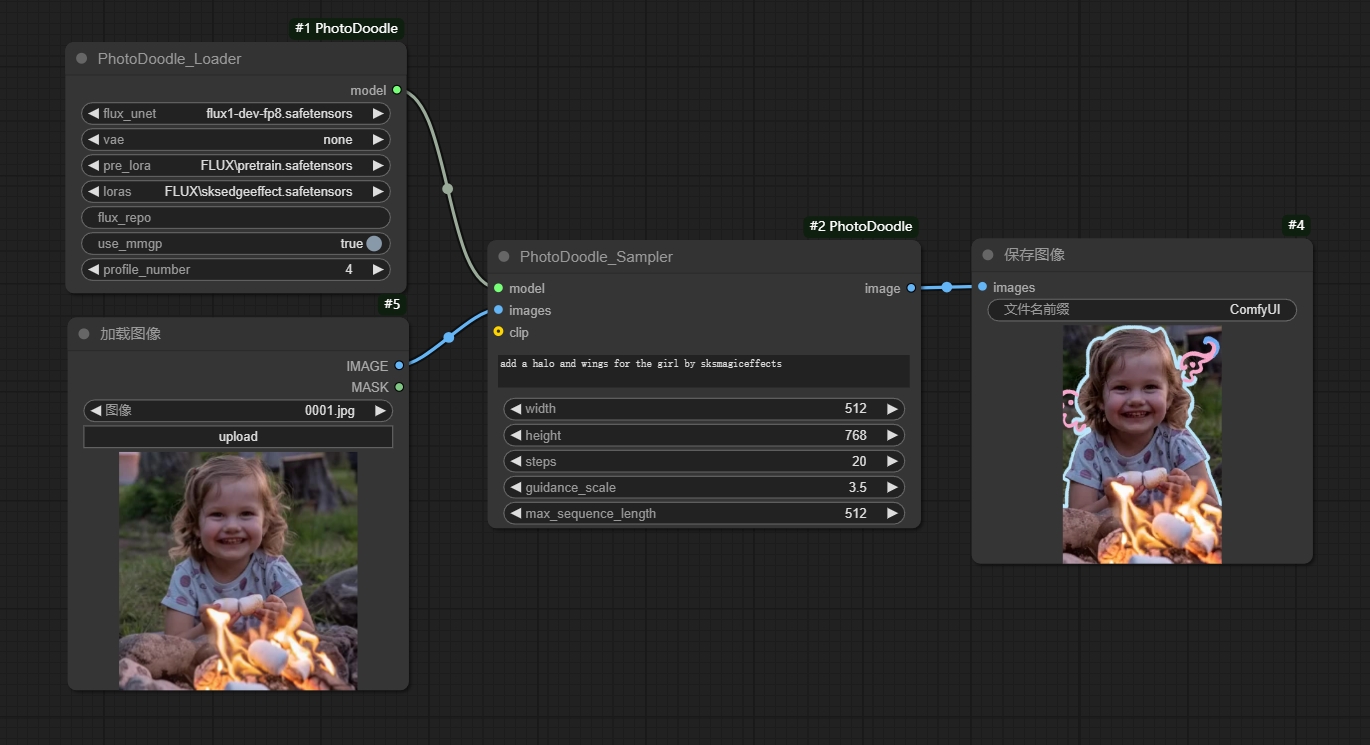 #1 PhotoDoodle
PhotoDoodle_Loader
model
flux_unet flux1-dev-fp8.safetensors
vae none
pre_lora FLUX\pretrain.safetensors
loras FLUX\sksedgeeffect.safetensors
flux_repo
use_mmgp true
profile_number 4
#5
加载图像
IMAGE
MASK
图像 0001.jpg
upload
#2 PhotoDoodle
PhotoDoodle_Sampler
model image
images
clip
add a halo and wings for the girl by sksmagiceffects
width 512
height 768
steps 20
guidance_scale 3.5
max_sequence_length 512
#4
保存图像
images
文件名前缀 ComfyUI